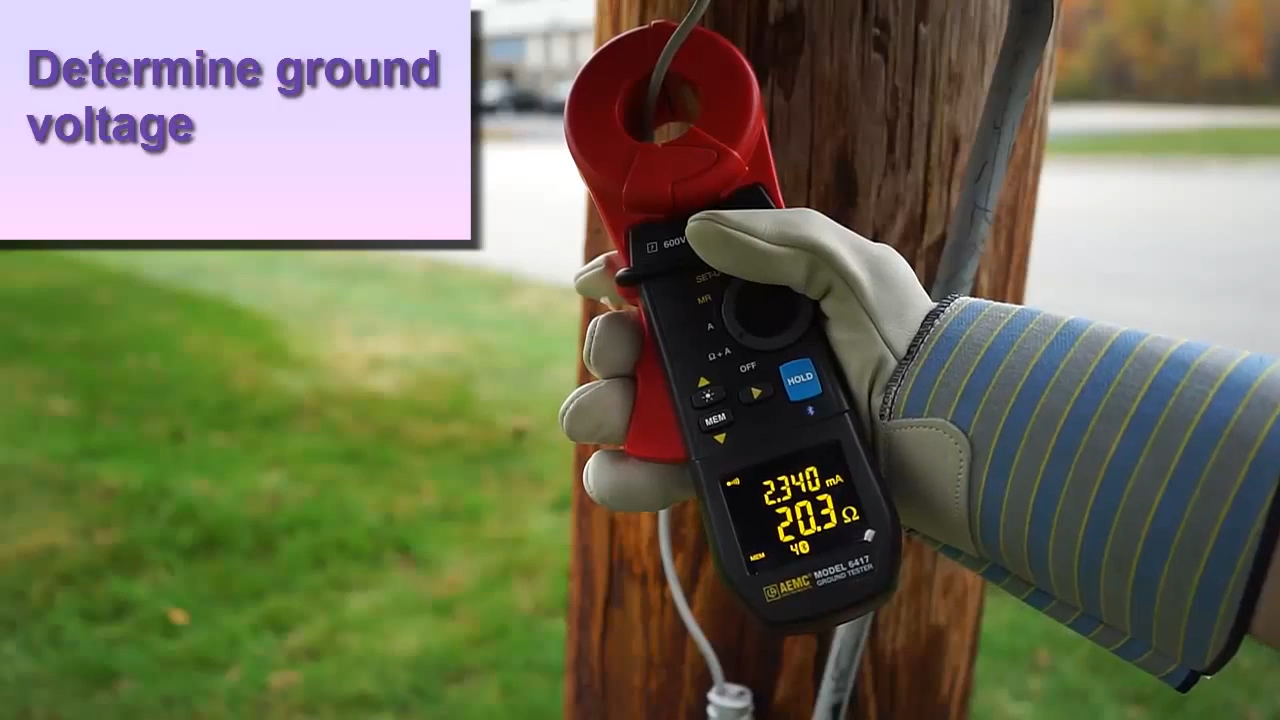 Determine ground
voltage
600V
MR
A
Ω+A
OFF
HOLD
MEM
2.340 mA
20.3 Ω
MEM
40
AEMC® MODEL 6417
GROUND TESTER